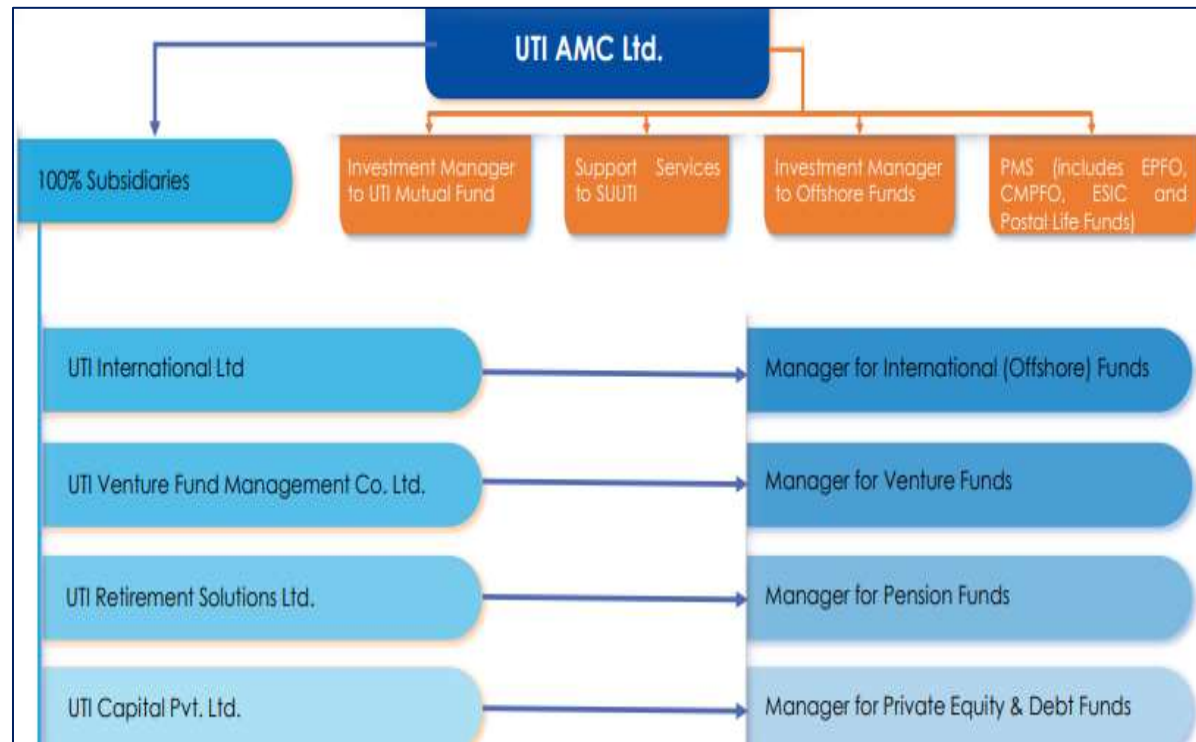 UTI AMC Ltd.
100% Subsidiaries
Investment Manager
to UTI Mutual Fund
Support Services
to SUUTI
Investment Manager
to Offshore Funds
PMS (includes EPFO,
CMPFO, ESIC and
Postal Life Funds)
UTI International Ltd
Manager for International (Offshore) Funds
UTI Venture Fund Management Co. Ltd.
Manager for Venture Funds
UTI Retirement Solutions Ltd.
Manager for Pension Funds
UTI Capital Pvt. Ltd.
Manager for Private Equity & Debt Funds